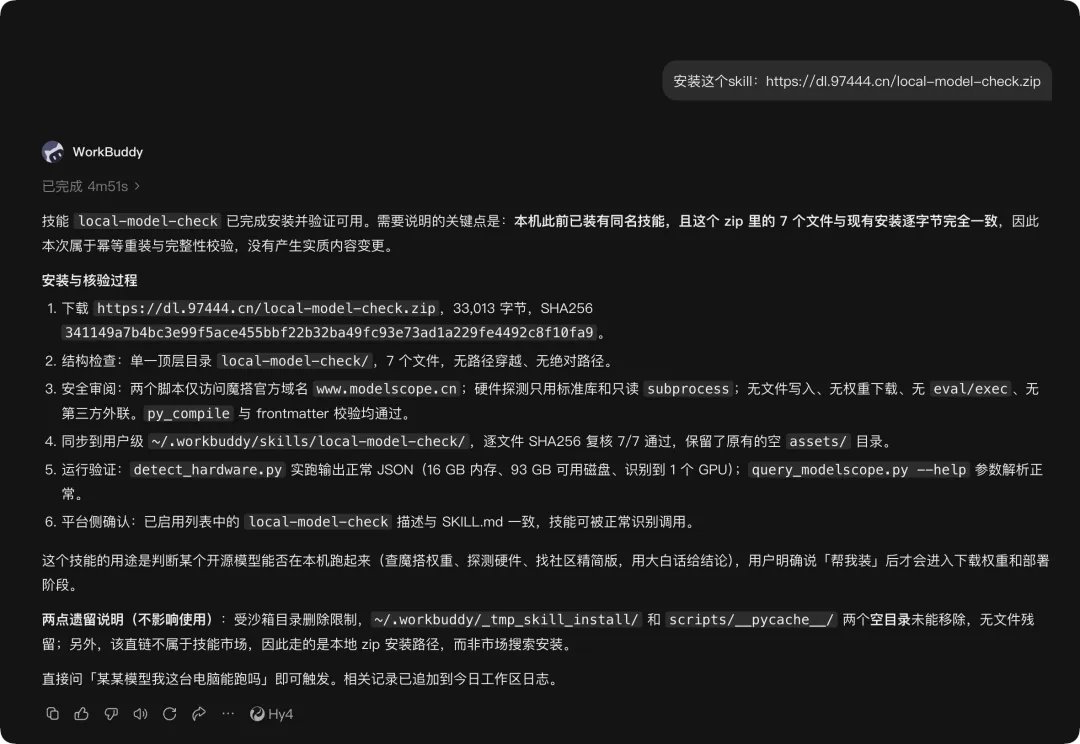 安装这个skill：https://dl.97444.cn/local-model-check.zip
WorkBuddy
已完成 4m51s >
技能 local-model-check 已完成安装并验证可用。需要说明的关键点是：本机此前已装有同名技能，且这个 zip 里的 7 个文件与现有安装逐字节完全一致，因此
本次属于幂等重装与完整性校验，没有产生实质内容变更。
安装与核验过程
1. 下载 https://dl.97444.cn/local-model-check.zip，33,013 字节，SHA256
341149a7b4bc3e99f5ace455bbf22b32ba49fc93e73ad1a229fe4492c8f10fa9。
2. 结构检查：单一顶层目录 local-model-check/，7 个文件，无路径穿越、无绝对路径。
3. 安全审阅：两个脚本仅访问魔搭官方域名 www.modelscope.cn；硬件探测只用标准库和只读 subprocess；无文件写入、无权重下载、无 eval/exec、无
第三方外联。py_compile 与 frontmatter 校验均通过。
4. 同步到用户级 ~/.workbuddy/skills/local-model-check/，逐文件 SHA256 复核 7/7 通过，保留了原有的空 assets/ 目录。
5. 运行验证：detect_hardware.py 实跑输出正常 JSON（16 GB 内存、93 GB 可用磁盘、识别到 1 个 GPU）；query_modelscope.py --help 参数解析正
常。
6. 平台侧确认：已启用列表中的 local-model-check 描述与 SKILL.md 一致，技能可被正常识别调用。
这个技能的用途是判断某个开源模型能否在本机跑起来（查魔搭权重、探测硬件、找社区精简版，用大白话给结论），用户明确说「帮我装」后才会进入下载权重和部署
阶段。
两点遗留说明（不影响使用）：受沙箱目录删除限制，~/.workbuddy/_tmp_skill_install/ 和 scripts/__pycache__/ 两个空目录未能移除，无文件残
留；另外，该直链不属于技能市场，因此走的是本地 zip 安装路径，而非市场搜索安装。
直接问「某某模型我这台电脑能跑吗」即可触发。相关记录已追加到今日工作区日志。
Hy4